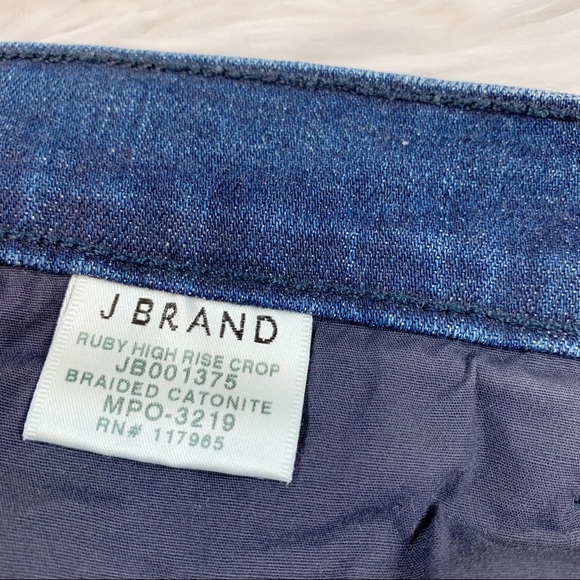 J BRAND
RUBY HIGH RISE CROP
JB001375
BRAIDED CATONITE
MPO-3219
RN# 117965